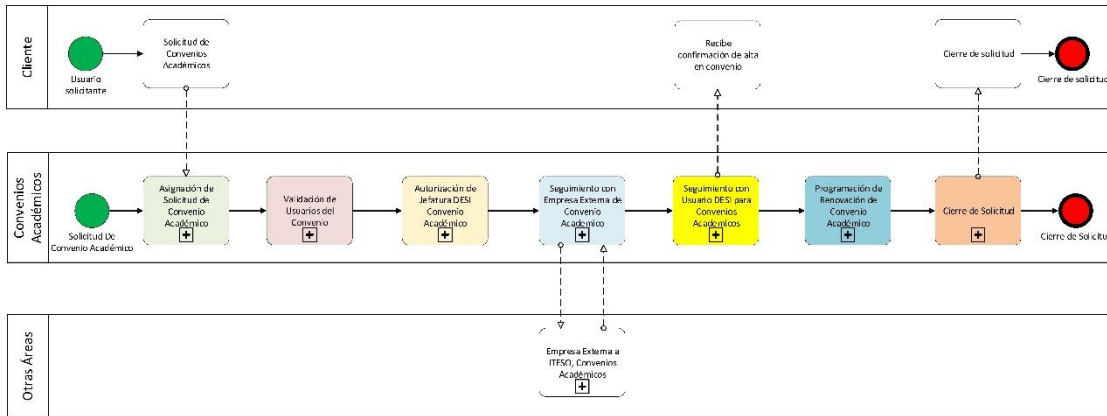 Cliente
Usuario
solicitante
Solicitud de
Convenios
Académicos
Recibe
confirmación de alta
en convenio
Cierre de solicitud
Cierre de solicitud
Convenios
Académicos
Solicitud De
Convenio Académico
Asignación de
Solicitud de
Convenio
Académico
Validación de
Usuarios del
Convenio
Autorización de
Jefatura DESI
Convenio
Académico
Seguimiento con
Empresa Externa de
Convenio
Académico
Seguimiento con
Usuario DESI para
Convenios
Académicos
Programación de
Renovación de
Convenio
Académico
Cierre de Solicitud
Cierre de Solicitud
Otras Áreas
Empresa Externa a
ITESO, Convenios
Académicos